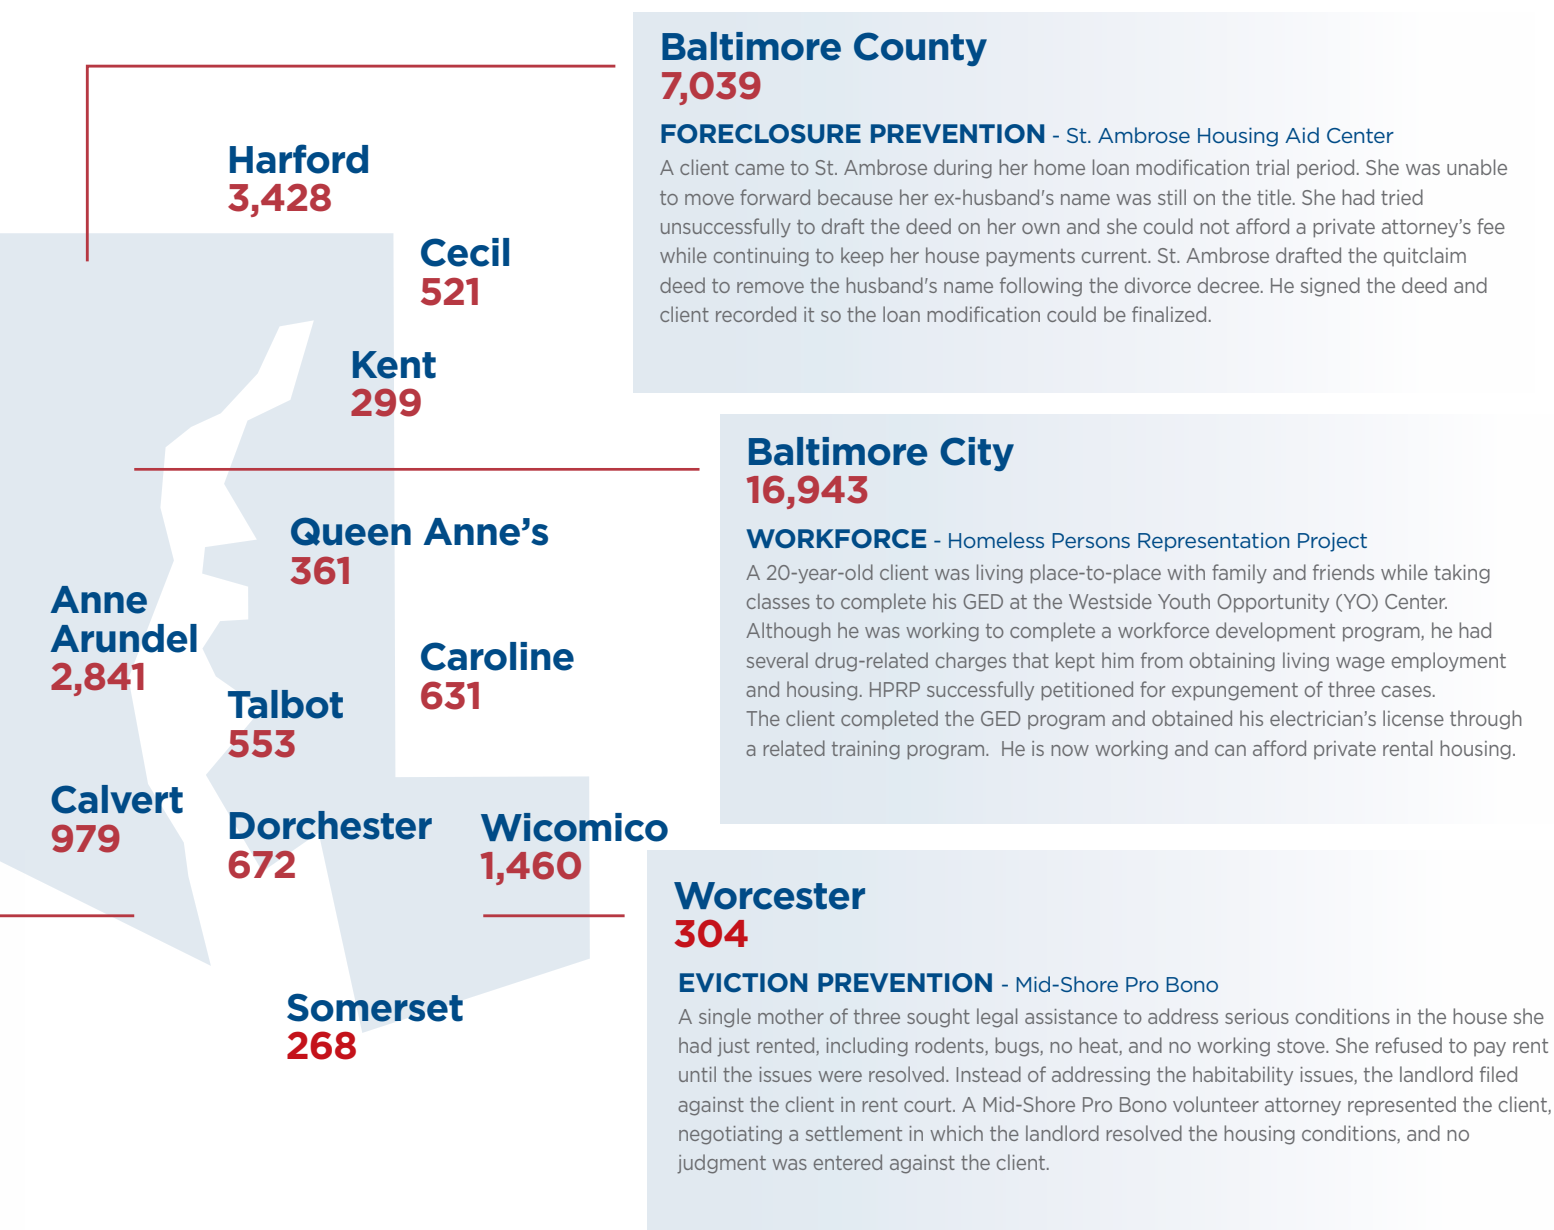 Baltimore County
7,039
FORECLOSURE PREVENTION - St. Ambrose Housing Aid Center
A client came to St. Ambrose during her home loan modification trial period. She was unable
to move forward because her ex-husband's name was still on the title. She had tried
unsuccessfully to draft the deed on her own and she could not afford a private attorney’s fee
while continuing to keep her house payments current. St. Ambrose drafted the quitclaim
deed to remove the husband's name following the divorce decree. He signed the deed and
client recorded it so the loan modification could be finalized.
Harford
3,428
Cecil
521
Kent
299
Baltimore City
16,943
WORKFORCE - Homeless Persons Representation Project
A 20-year-old client was living place-to-place with family and friends while taking
classes to complete his GED at the Westside Youth Opportunity (YO) Center.
Although he was working to complete a workforce development program, he had
several drug-related charges that kept him from obtaining living wage employment
and housing. HPRP successfully petitioned for expungement of three cases.
The client completed the GED program and obtained his electrician’s license through
a related training program.  He is now working and can afford private rental housing.
Queen Anne’s
361
Anne
Arundel
2,841
Caroline
631
Talbot
553
Calvert
979
Dorchester
672
Wicomico
1,460
Worcester
304
EVICTION PREVENTION - Mid-Shore Pro Bono
A single mother of three sought legal assistance to address serious conditions in the house she
had just rented, including rodents, bugs, no heat, and no working stove. She refused to pay rent
until the issues were resolved. Instead of addressing the habitability issues, the landlord filed
against the client in rent court. A Mid-Shore Pro Bono volunteer attorney represented the client,
negotiating a settlement in which the landlord resolved the housing conditions, and no
judgment was entered against the client.
Somerset
268